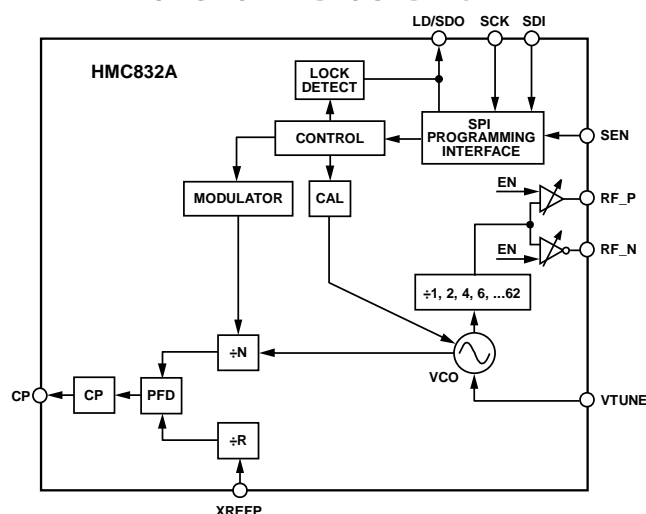 LD/SDO SCK SDI
HMC832A
LOCK
DETECT
CONTROL
SPI
PROGRAMMING
INTERFACE
SEN
MODULATOR
CAL
EN
RF_P
EN
RF_N
÷1, 2, 4, 6, ...62
÷N
VCO
CP
CP
PFD
VTUNE
÷R
XREFP